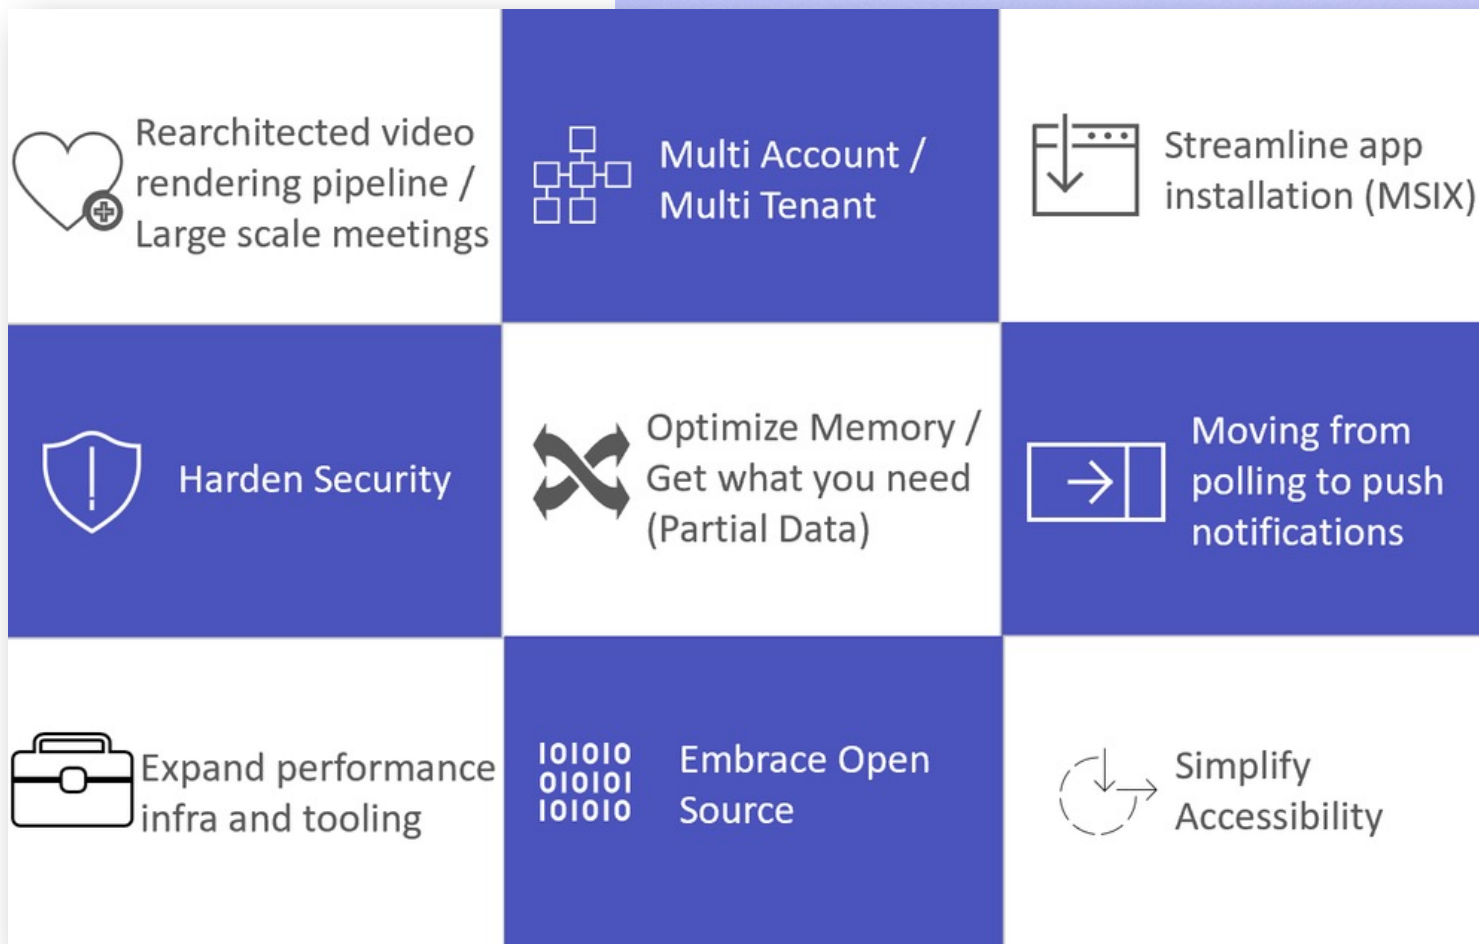 Rearchitected video
rendering pipeline /
Large scale meetings
Multi Account /
Multi Tenant
Streamline app
installation (MSIX)
Harden Security
Optimize Memory /
Get what you need
(Partial Data)
Moving from
polling to push
notifications
Expand performance
infra and tooling
101010
010101
101010
Embrace Open
Source
Simplify
Accessibility